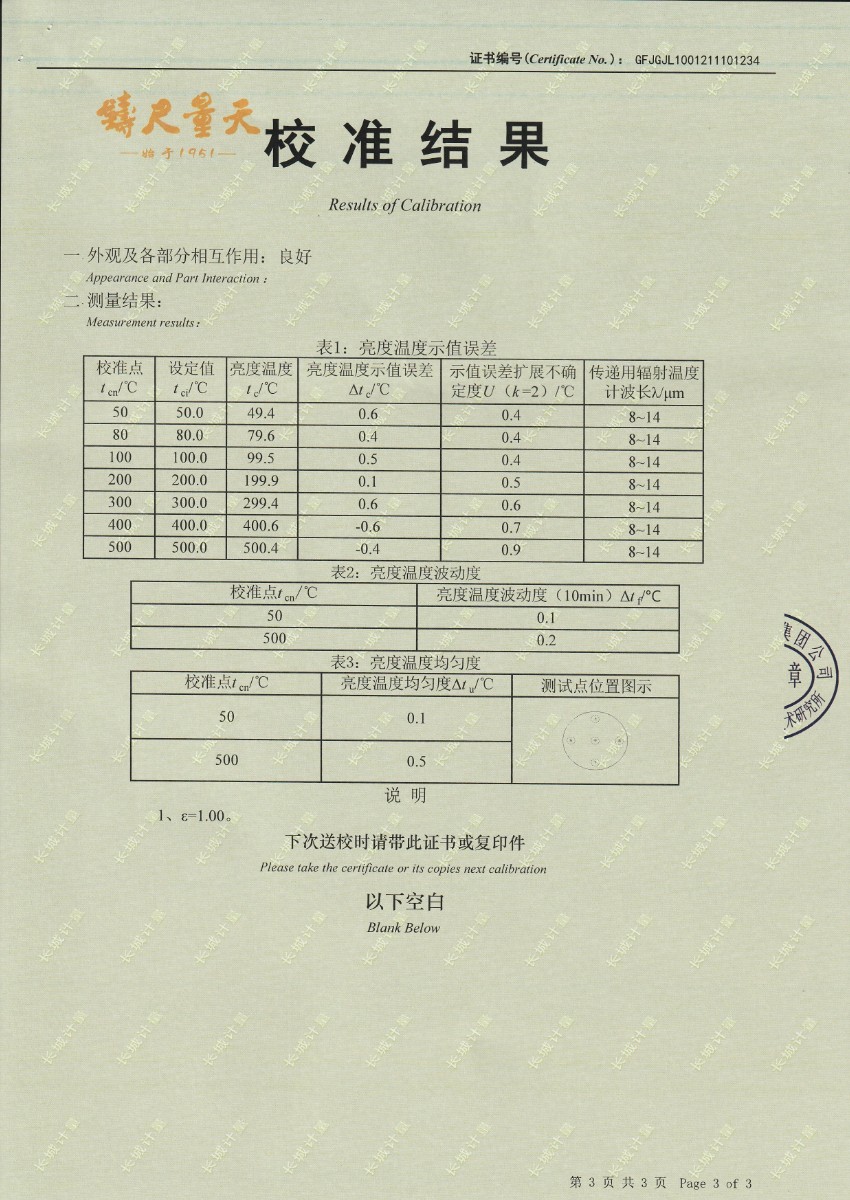 证书编号(Certificate No.)：GFJGJL1001211101234
鑄尺量天
—始于1951—
校准结果
Results of Calibration
一 外观及各部分相互作用：良好
Appearance and Part Interaction：
二.测量结果：
Measurement results：
表1：亮度温度示值误差
校准点 设定值 亮度温度 亮度温度示值误差 示值误差扩展不确 传递用辐射温度
tcn/℃ tci/℃ tc/℃ Δtc/℃ 定度U（k=2）/℃ 计波长λ/μm
50 50.0 49.4 0.6 0.4 8~14
80 80.0 79.6 0.4 0.4 8~14
100 100.0 99.5 0.5 0.4 8~14
200 200.0 199.9 0.1 0.5 8~14
300 300.0 299.4 0.6 0.6 8~14
400 400.0 400.6 -0.6 0.7 8~14
500 500.0 500.4 -0.4 0.9 8~14
表2：亮度温度波动度
校准点tcn/℃ 亮度温度波动度（10min）Δtf/℃
50 0.1
500 0.2
表3：亮度温度均匀度
校准点tcn/℃ 亮度温度均匀度Δtu/℃ 测试点位置图示
50 0.1
500 0.5
集团公司
章
术研究所
说 明
1、ε=1.00。
下次送校时请带此证书或复印件
Please take the certificate or its copies next calibration
以下空白
Blank Below
第 3 页 共 3 页 Page 3 of 3
长城计量